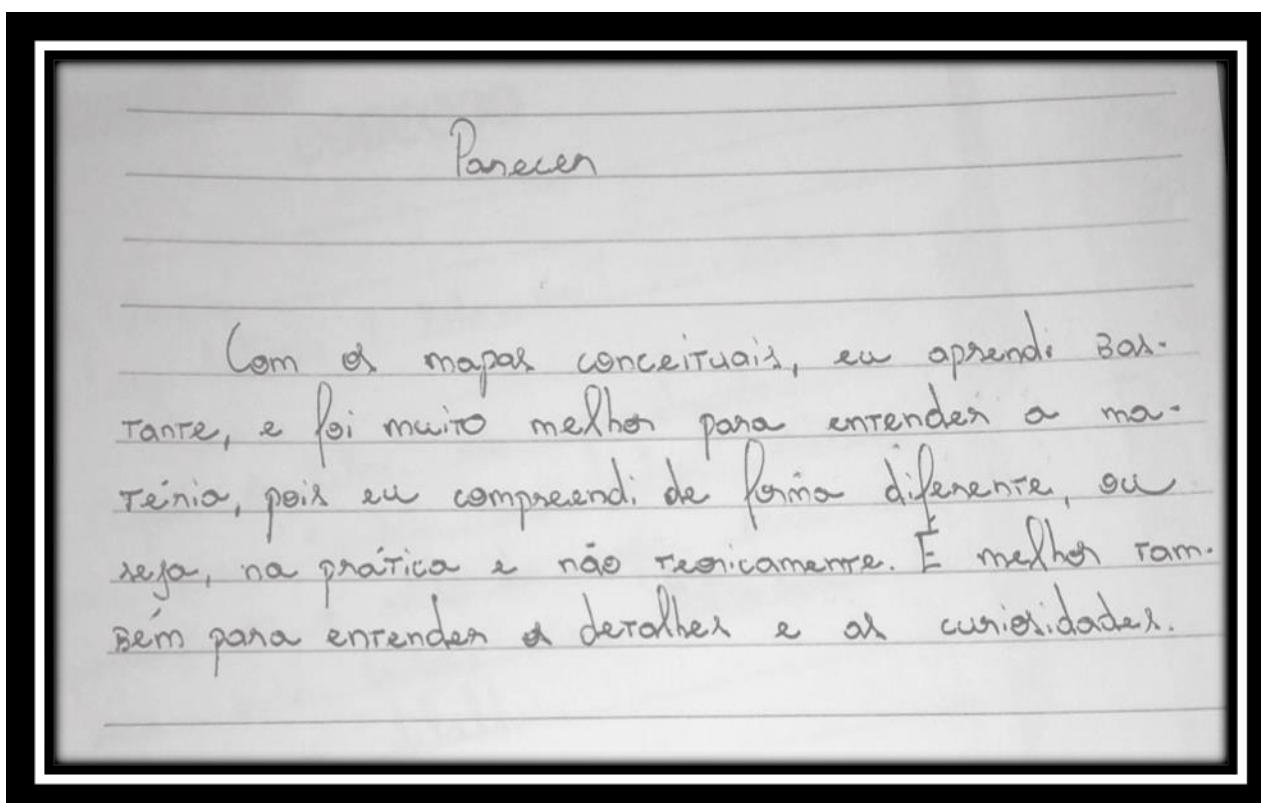 Parecer
Com os mapas conceituais, eu aprendi bas-
tante, e foi muito melhor para entender a ma-
téria, pois eu compreendi de forma diferente, ou
seja, na prática e não teoricamente. É melhor tam-
bém para entender os detalhes e as curiosidades.